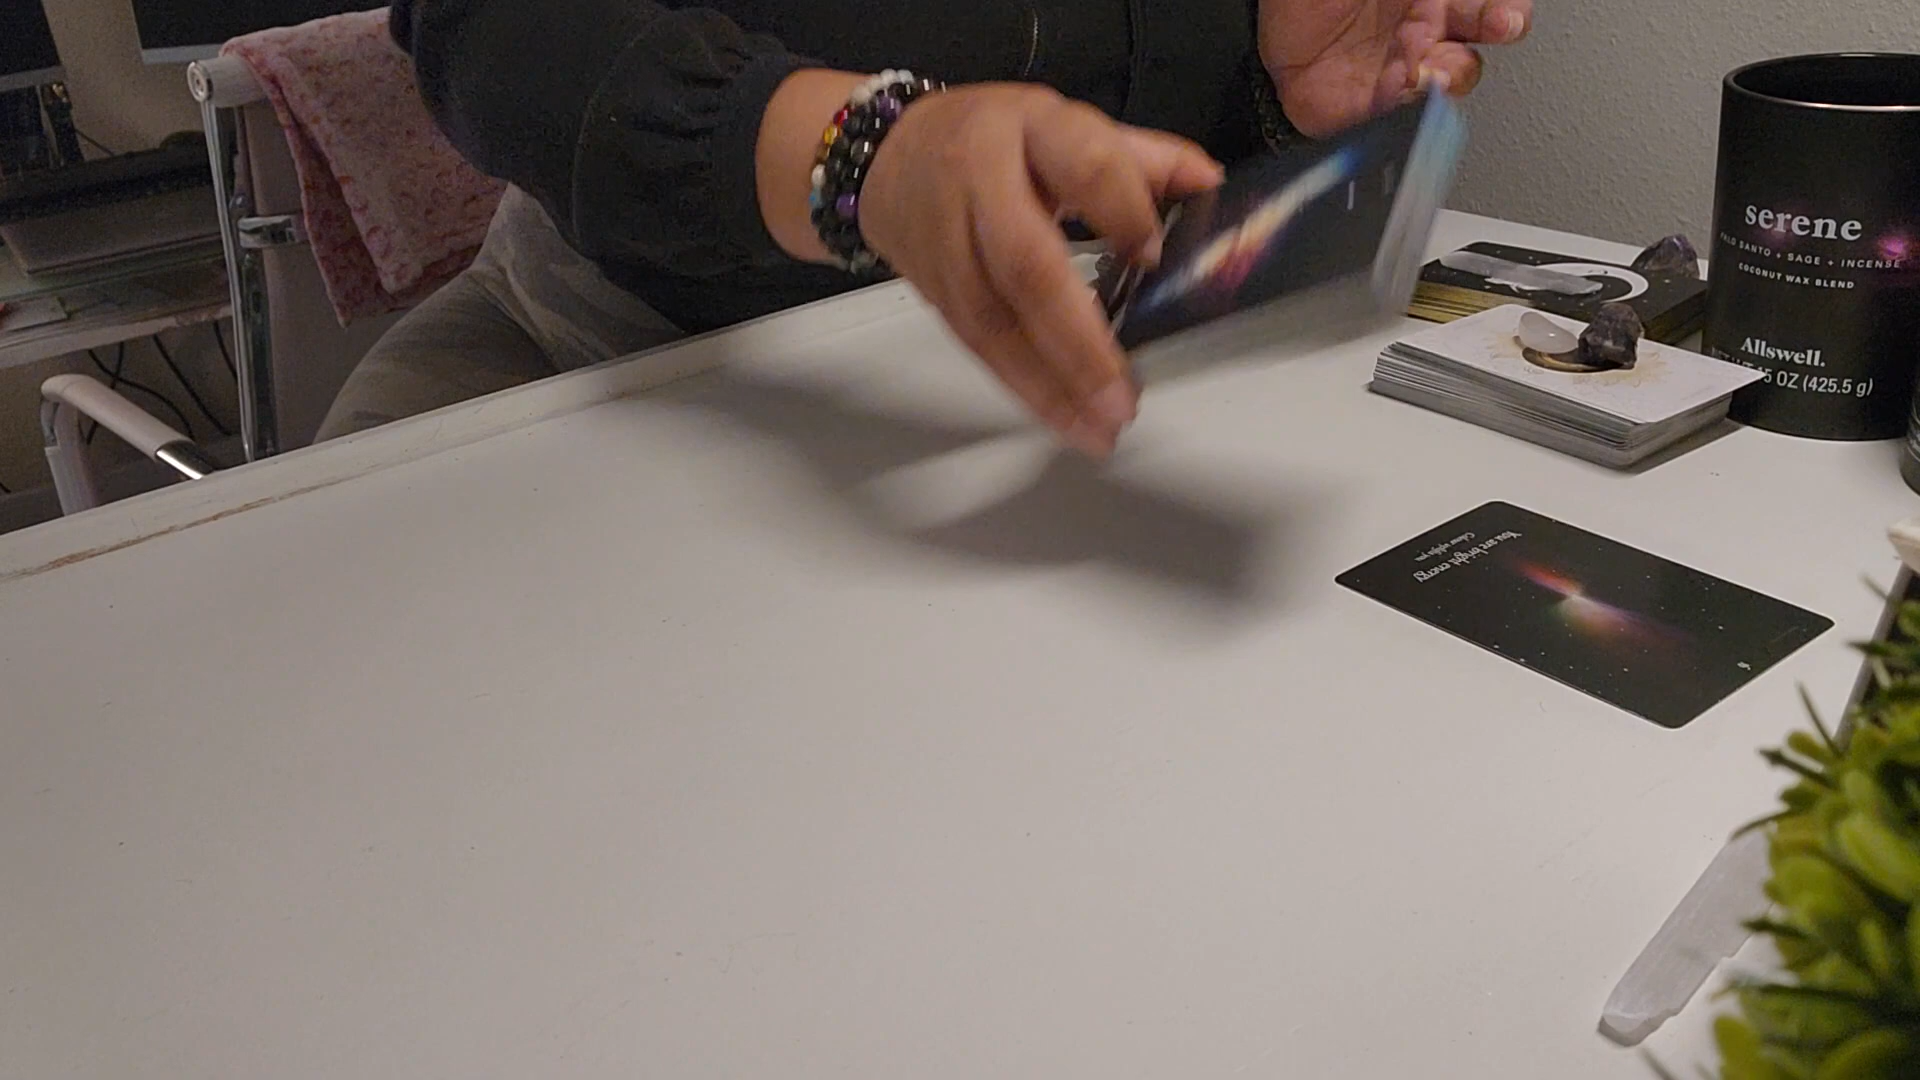 serene
PALO SANTO + SAGE + INCENSE
COCONUT WAX BLEND
Allswell.
15 OZ (425.5 g)
You are bright energy